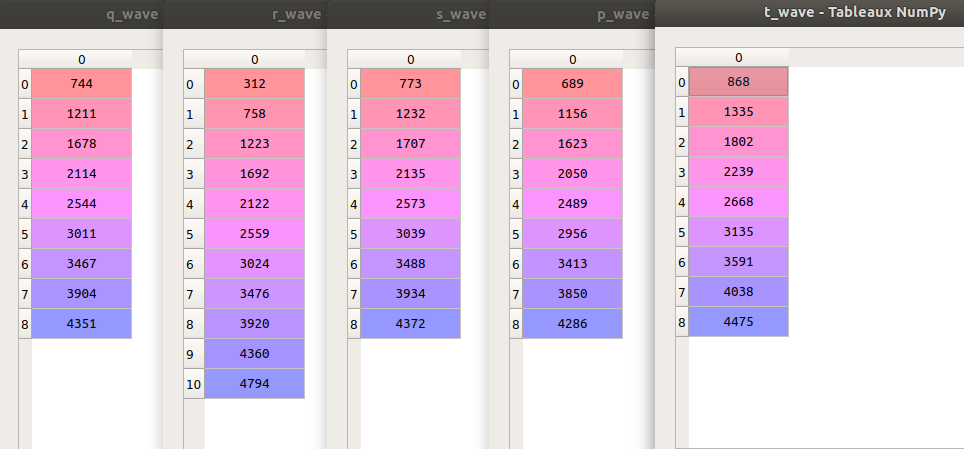 q_wave r_wave - s_wave p_wave - t_wave - Tableaux NumPy
0 0 0 0 0
0 744 0 312 0 773 0 689 0 868
1 1211 1 758 1 1232 1 1156 1 1335
2 1678 2 1223 2 1707 2 1623 2 1802
3 2114 3 1692 3 2135 3 2050 3 2239
4 2544 4 2122 4 2573 4 2489 4 2668
5 3011 5 2559 5 3039 5 2956 5 3135
6 3467 6 3024 6 3488 6 3413 6 3591
7 3904 7 3476 7 3934 7 3850 7 4038
8 4351 8 3920 8 4372 8 4286 8 4475
9 4360
10 4794